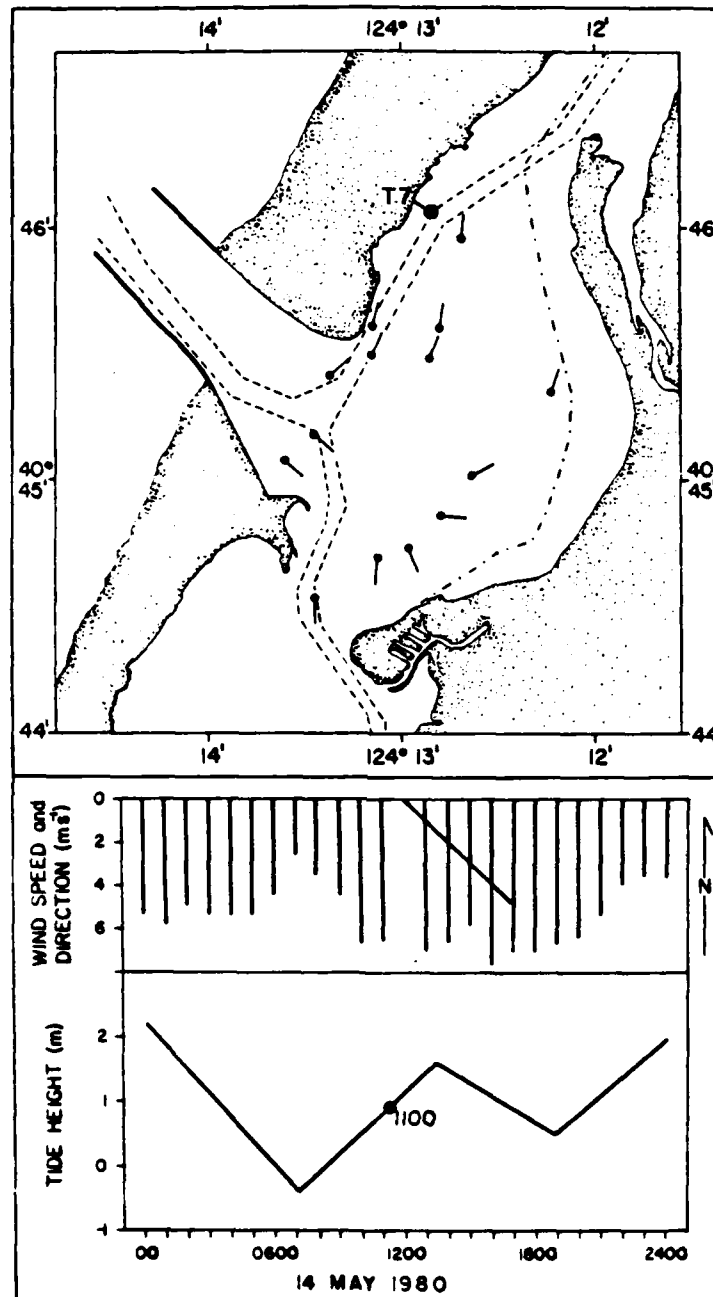 14' 124° 13' 12'
T7
46' 46'
40° 40
45' 45'
44' 44
14' 124° 13' 12'
WIND SPEED and
DIRECTION (ms⁻¹)
0
2
4
6
N
TIDE HEIGHT (m)
2
1
0
-1
1100
00 0600 1200 1800 2400
14 MAY 1980